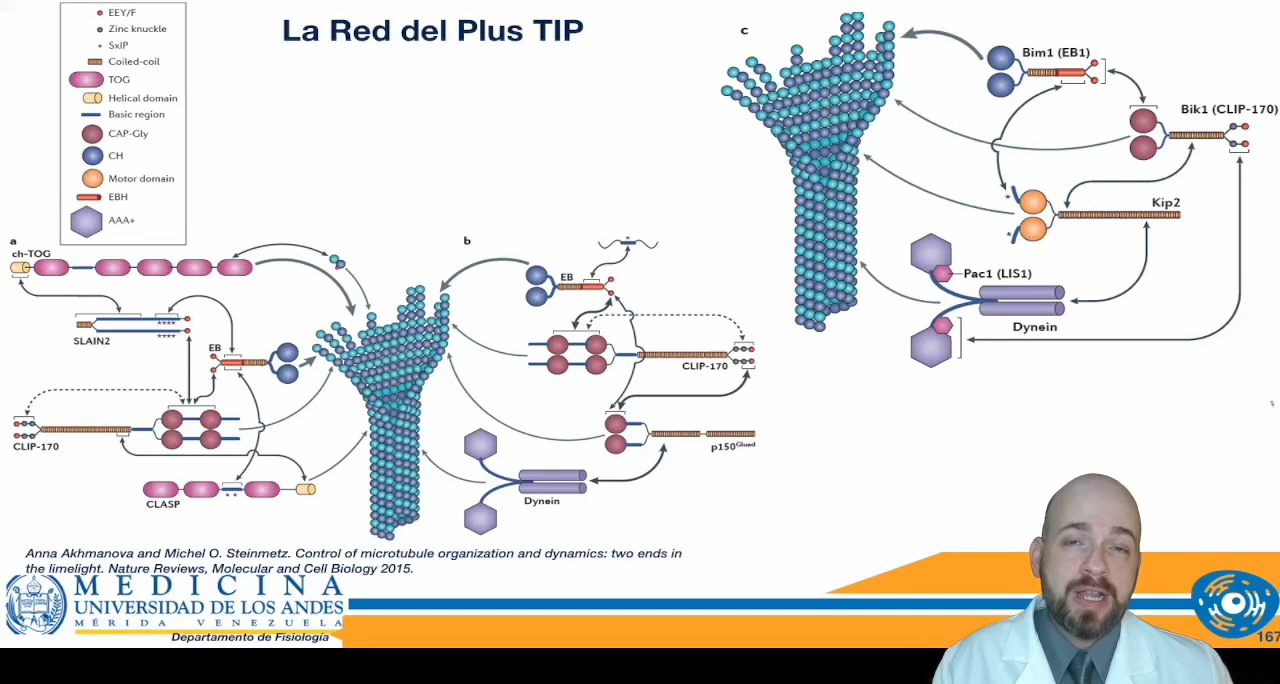 La Red del Plus TIP
EEY/F
Zinc knuckle
SxIP
Coiled-coil
TOG
Helical domain
Basic region
CAP-Gly
CH
Motor domain
EBH
AAA+
a
ch-TOG
****
****
SLAIN2
EB
CLIP-170
**
CLASP
b
*
EB
CLIP-170
p150Glued
Dynein
c
Bim1 (EB1)
Bik1 (CLIP-170)
*
Kip2
*
Pac1 (LIS1)
Dynein
Anna Akhmanova and Michel O. Steinmetz. Control of microtubule organization and dynamics: two ends in
the limelight. Nature Reviews, Molecular and Cell Biology 2015.
MEDICINA
UNIVERSIDAD DE LOS ANDES
MÉRIDA VENEZUELA
Departamento de Fisiología
167